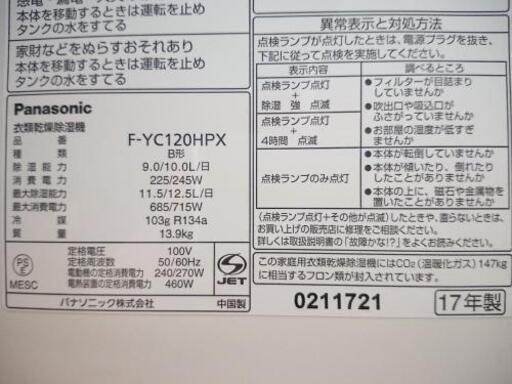 感電・漏電
本体を移動するときは運転を止め
タンクの水をすてる
家財などをぬらすおそれあり
本体を移動するときは運転を止め
タンクの水をすてる
Panasonic
衣類乾燥除湿機
品番 F-YC120HPX
種類 B形
除湿能力 9.0/10.0L/日
消費電力 225/245W
最大除湿能力 11.5/12.5L/日
最大消費電力 685/715W
冷媒 103g R134a
質量 13.9kg
定格電圧 100V
定格周波数 50/60Hz
電動機の定格消費電力 240/270W
電熱装置の定格消費電力 460W
PS
E
MESC
S
JET
パナソニック株式会社 中国製
異常表示と対処方法
点検ランプが点灯したときは、電源プラグを抜き、
下記に従って点検を実施してください。
表示内容 調べるところ
点検ランプ点灯
+
除湿 強 点滅
点検ランプ点灯
+
4時間 点滅
●フィルターが目詰まり
していませんか
●吹出口や吸込口が
ふさがっていませんか
●お部屋の温度が低すぎ
ませんか
点検ランプのみ点灯
●本体が転倒していませんか
●本体が傾いたり、倒れたり
したことがありませんか
●本体の上に、磁石や金属物を
置いたことがありませんか
(点検ランプ点灯+その他が点滅)したときや、直らないときは、
お買い上げの販売店に修理をご相談ください。
詳しくは取扱説明書の「故障かな!?」をよくお読みください。
この家庭用衣類乾燥除湿機にはCO₂(温暖化ガス)147kg
に相当するフロン類が封入されています。
0211721 17年製